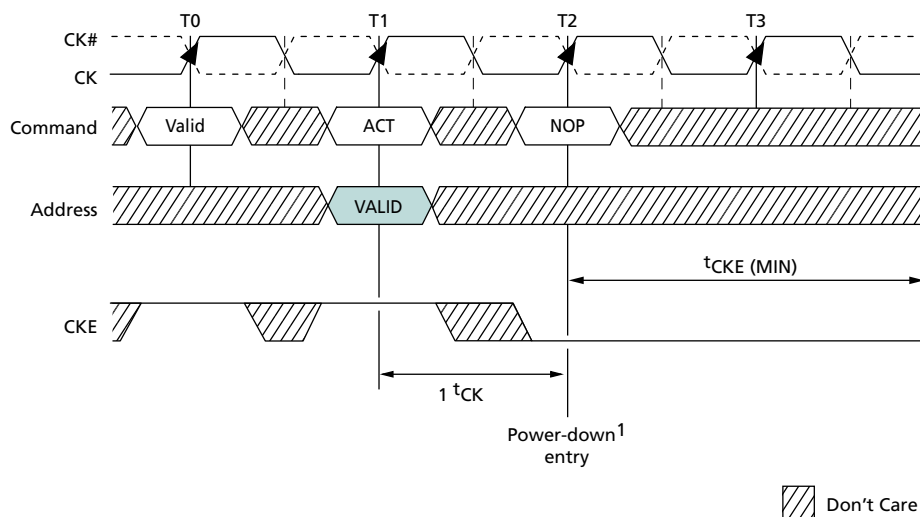 T0 T1 T2 T3
CK#
CK
Command Valid ACT NOP
Address VALID
tCKE (MIN)
CKE
1 tCK
Power-down1
entry
Don't Care